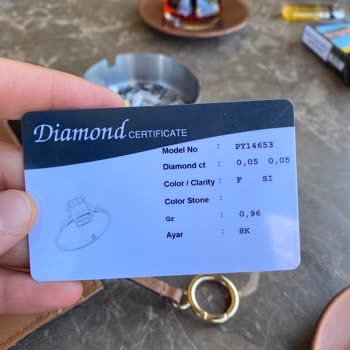 Diamond CERTIFICATE
Model No : PY14653
Diamond ct : 0,05 0,05
Color / Clarity : F SI
Color Stone :
Gr : 0,96
Ayar : 8K